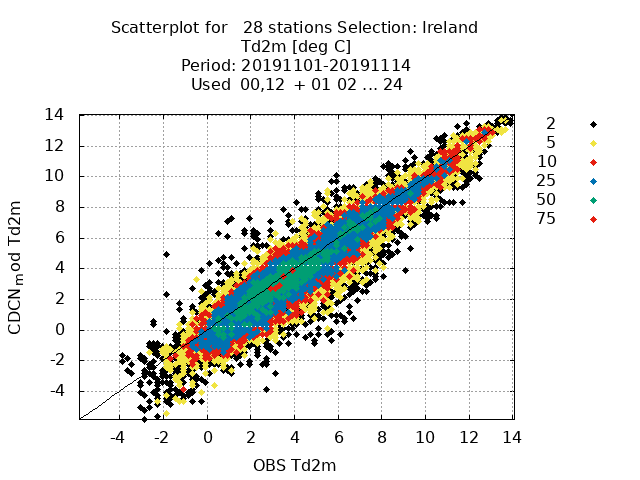 Scatterplot for 28 stations Selection: Ireland
Td2m [deg C]
Period: 20191101-20191114
Used 00,12 + 01 02 ... 24
14
12
10
8
6
4
2
0
-2
-4
CDCNmod Td2m
-4 -2 0 2 4 6 8 10 12 14
OBS Td2m
2
5
10
25
50
75